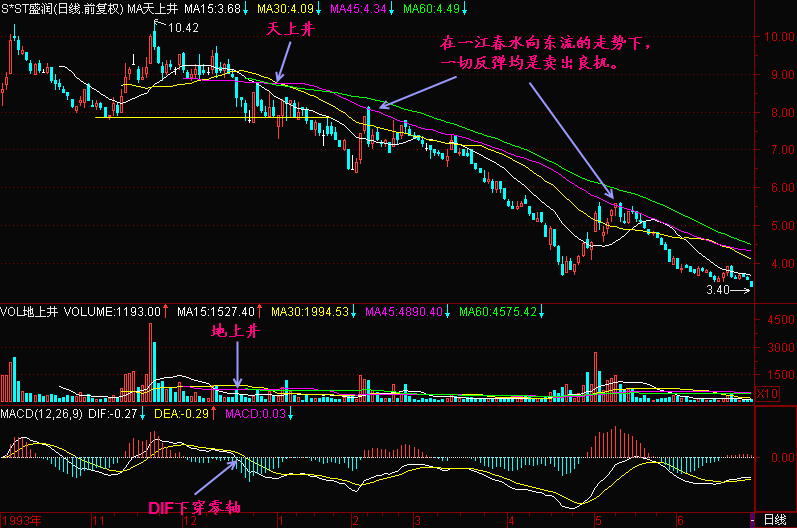 S*ST盛润(日线.前复权) MA天上井 MA15:3.68↓ MA30:4.09↓ MA45:4.34↓ MA60:4.49↓
10.42
天上井
在一江春水向东流的走势下,
一切反弹均是卖出良机。
10.00
9.00
8.00
7.00
6.00
5.00
4.00
3.40
VOL地上井 VOLUME:1193.00↑ MA15:1527.40↑ MA30:1994.53↓ MA45:4890.40↓ MA60:4575.42↓
地上井
4500
3000
1500
X10
MACD(12,26,9) DIF:-0.27↓ DEA:-0.29↑ MACD:0.03↓
0.00
DIF下穿零轴
1993年 11 12 1 2 3 4 5 6 日线